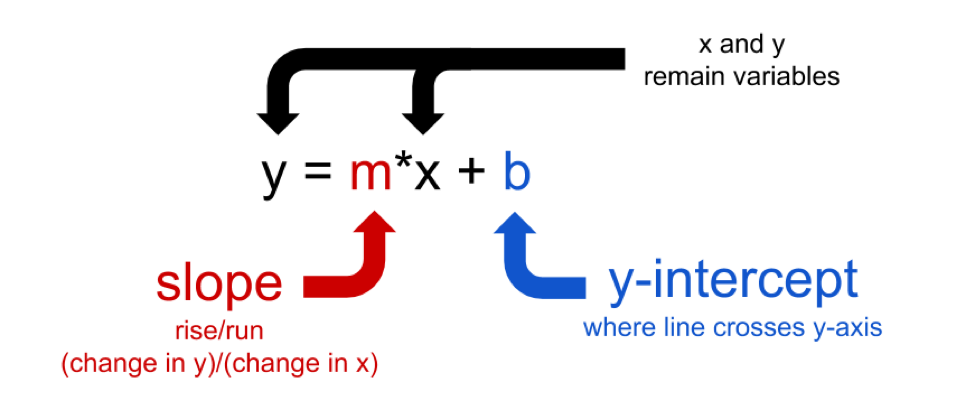 x and y
remain variables
y = m*x + b
slope
rise/run
(change in y)/(change in x)
y-intercept
where line crosses y-axis